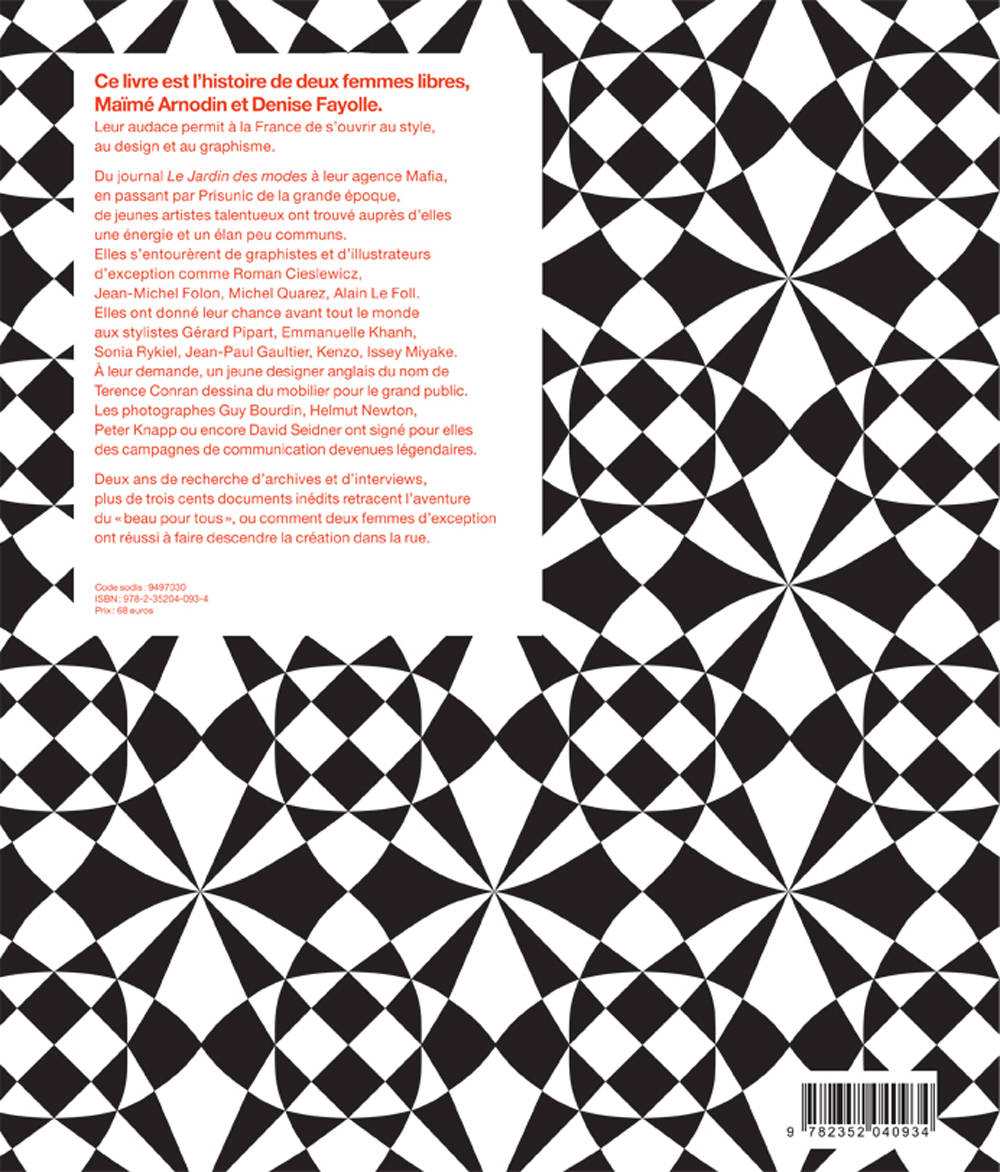 Ce livre est l’histoire de deux femmes libres,
Maïmé Arnodin et Denise Fayolle.
Leur audace permit à la France de s’ouvrir au style,
au design et au graphisme.
Du journal Le Jardin des modes à leur agence Mafia,
en passant par Prisunic de la grande époque,
de jeunes artistes talentueux ont trouvé auprès d’elles
une énergie et un élan peu communs.
Elles s’entourèrent de graphistes et d’illustrateurs
d’exception comme Roman Cieslewicz,
Jean-Michel Folon, Michel Quarez, Alain Le Foll.
Elles ont donné leur chance avant tout le monde
aux stylistes Gérard Pipart, Emmanuelle Khanh,
Sonia Rykiel, Jean-Paul Gaultier, Kenzo, Issey Miyake.
À leur demande, un jeune designer anglais du nom de
Terence Conran dessina du mobilier pour le grand public.
Les photographes Guy Bourdin, Helmut Newton,
Peter Knapp ou encore David Seidner ont signé pour elles
des campagnes de communication devenues légendaires.
Deux ans de recherche d’archives et d’interviews,
plus de trois cents documents inédits retracent l’aventure
du « beau pour tous », ou comment deux femmes d’exception
ont réussi à faire descendre la création dans la rue.
Code sodis : 9497030
ISBN : 978-2-35204-093-4
Prix : 68 euros
9 782352 040934